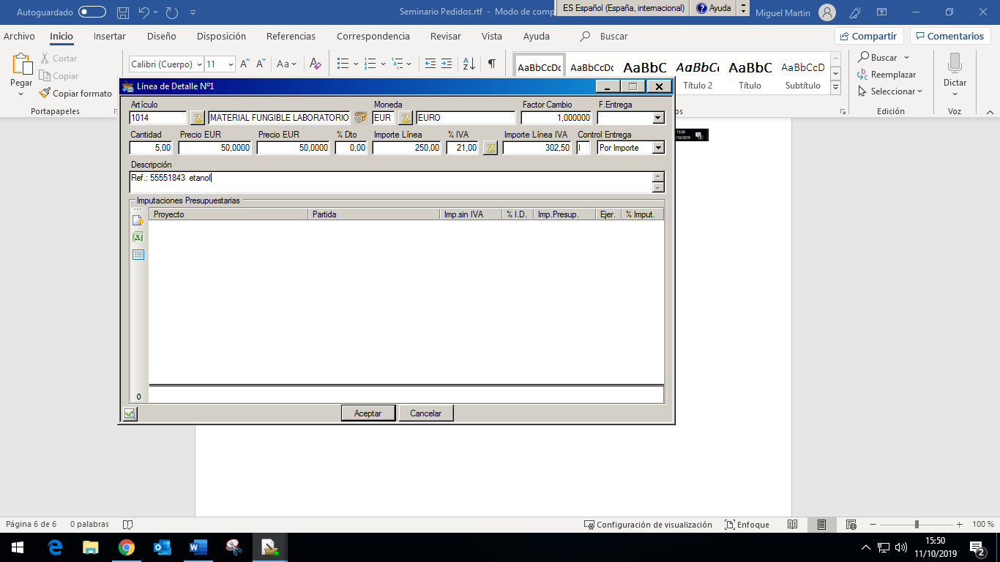 Autoguardado
Seminario Pedidos.rtf - Modo de comp
ES Español (España, internacional)
Ayuda
Miguel Martin
Archivo Inicio Insertar Diseño Disposición Referencias Correspondencia Revisar Vista Ayuda Buscar
Compartir
Comentarios
Pegar
Cortar
Copiar
Copiar formato
Portapapeles
Calibri (Cuerpo) 11
AaBbCcDc AaBbCcDc AaBbC AaBbCc AaBbC AaBbCcD
Título 2 Título Subtítulo
Buscar
Reemplazar
Seleccionar
Edición
Dictar
Voz
Línea de Detalle Nº1
Artículo Moneda Factor Cambio F.Entrega
1014 MATERIAL FUNGIBLE LABORATORIO EUR EURO 1,000000
Cantidad Precio EUR Precio EUR % Dto Importe Línea % IVA Importe Línea IVA Control Entrega
5,00 50,0000 50,0000 0,00 250,00 21,00 302,50 I Por Importe
Descripción
Ref.: 55551843 etanol
Imputaciones Presupuestarias
Proyecto Partida Imp.sin IVA % I.D. Imp.Presup. Ejer. % Imput.
0
Aceptar Cancelar
15:50
/10/2019
Página 6 de 6 0 palabras
Configuración de visualización Enfoque 100 %
15:50
11/10/2019
2